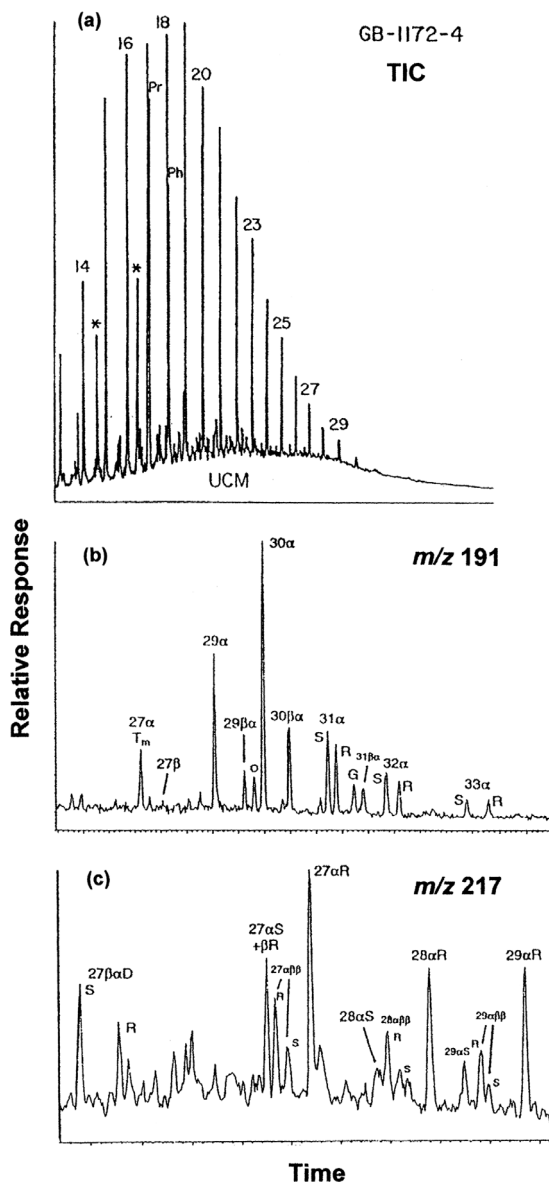 (a)
GB-1172-4
TIC
14
*
16
*
Pr
18
Ph
20
23
25
27
29
UCM
Relative Response
(b)
m/z 191
27α
Tm
27β
29α
29βα
o
30α
30βα
31α
S
R
G
31βα
32α
S
R
33α
S
R
(c)
m/z 217
27βαD
S
R
27αS
+βR
27αββ
R
S
27αR
28αS
28αββ
R
S
28αR
29αS
29αββ
R
S
29αR
Time